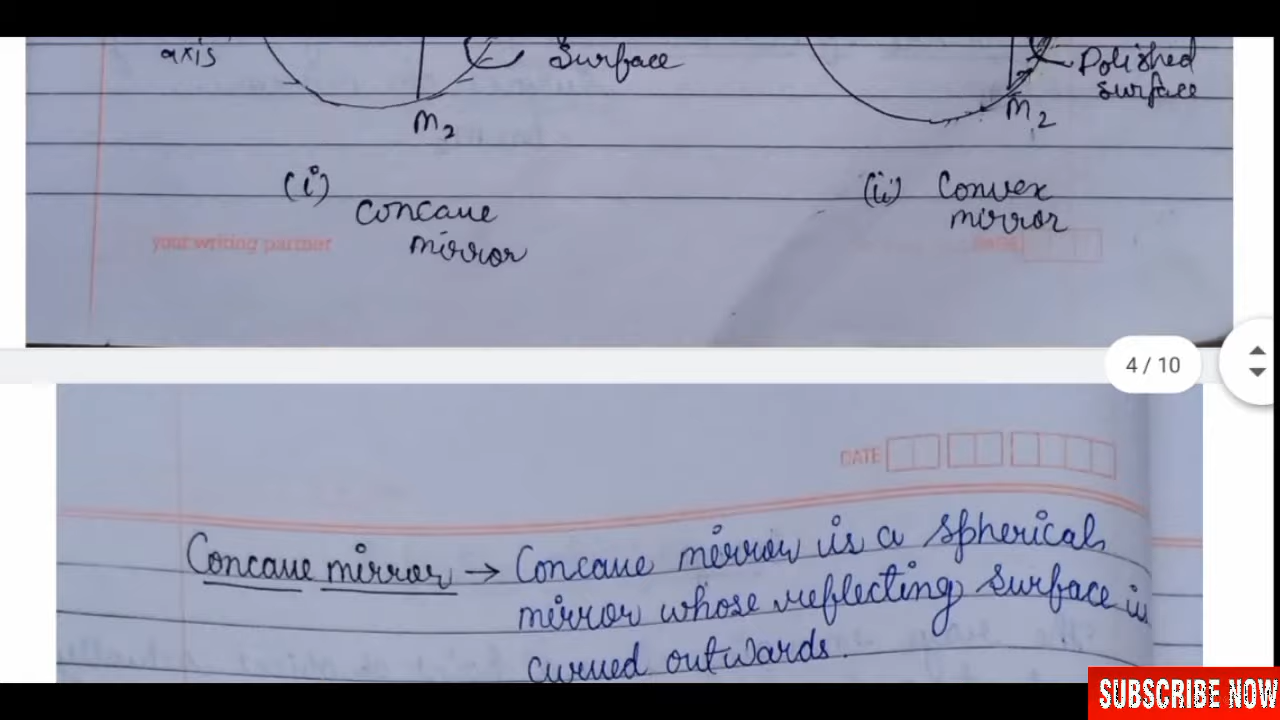 axis
Surface
Polished
surface
M2
M2
(i)
Concave
mirror
(ii) Convex
mirror
your writing partner
4 / 10
DATE
Concave mirror → Concave mirror is a spherical
mirror whose reflecting surface is
curved outwards.
SUBSCRIBE NOW